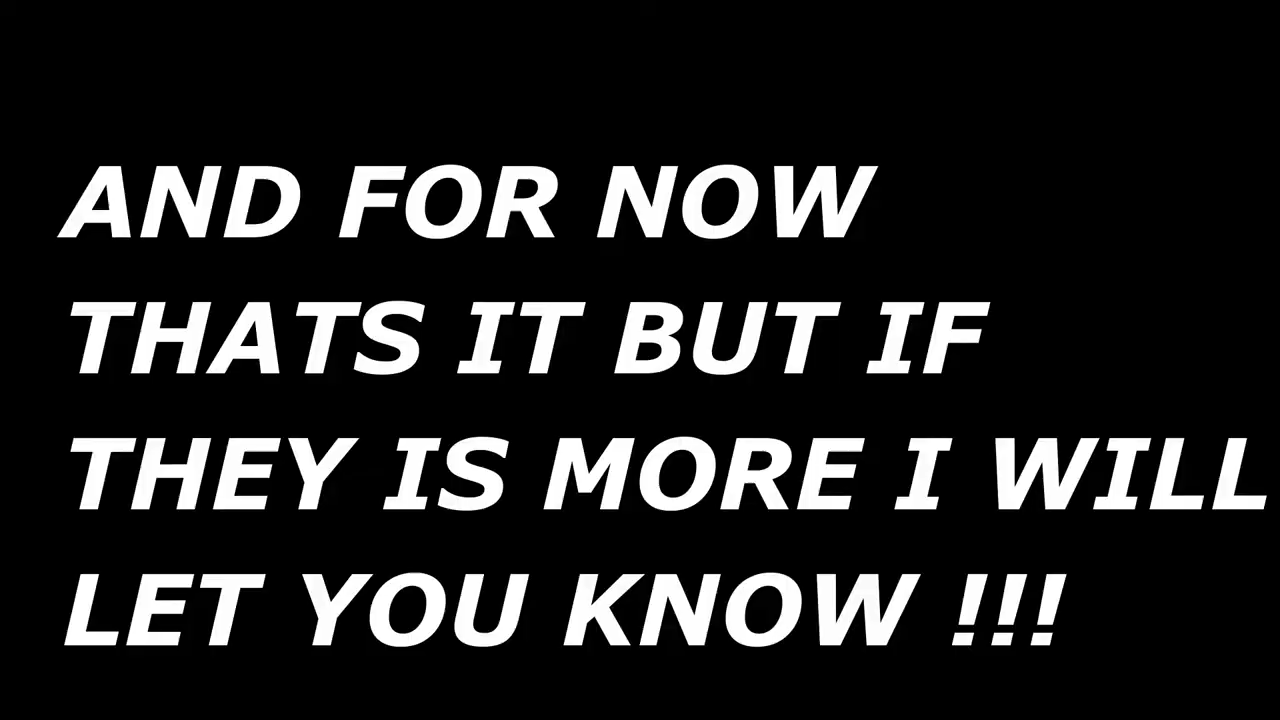 AND FOR NOW
THATS IT BUT IF
THEY IS MORE I WILL
LET YOU KNOW !!!